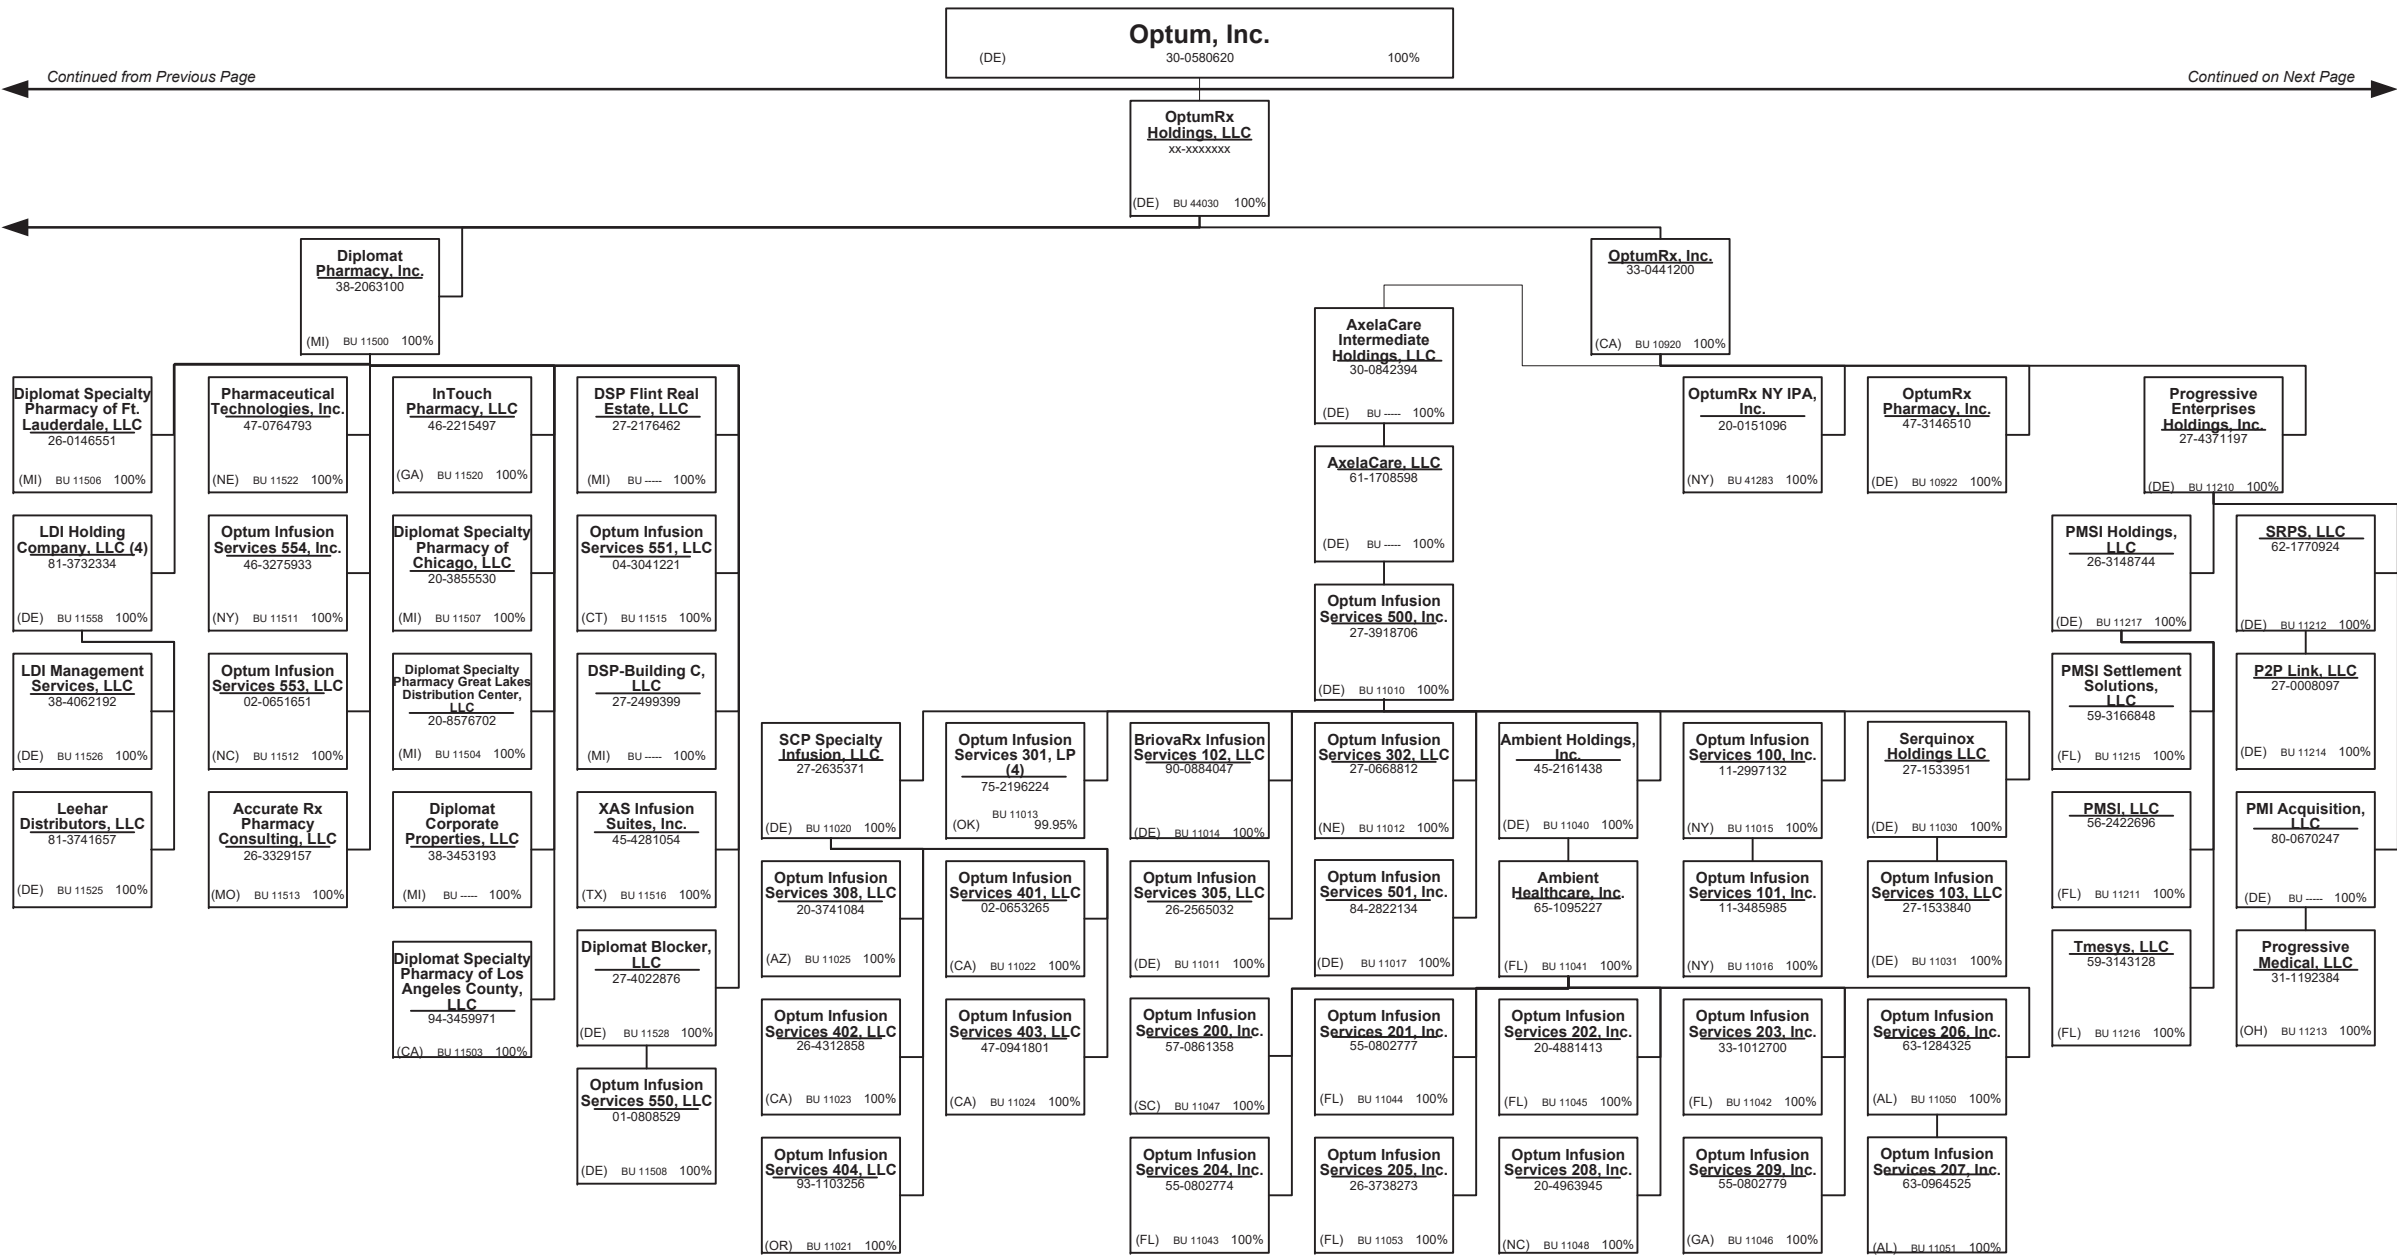 Optum, Inc.
(DE) 30-0580620 100%
Continued from Previous Page
Continued on Next Page
OptumRx
Holdings, LLC
xx-xxxxxxx
(DE) BU 44030 100%
Diplomat
Pharmacy, Inc.
38-2063100
(MI) BU 11500 100%
OptumRx, Inc.
33-0441200
(CA) BU 10920 100%
AxelaCare
Intermediate
Holdings, LLC
30-0842394
(DE) BU ----- 100%
Diplomat Specialty
Pharmacy of Ft.
Lauderdale, LLC
26-0146551
(MI) BU 11506 100%
Pharmaceutical
Technologies, Inc.
47-0764793
(NE) BU 11522 100%
InTouch
Pharmacy, LLC
46-2215497
(GA) BU 11520 100%
DSP Flint Real
Estate, LLC
27-2176462
(MI) BU ----- 100%
OptumRx NY IPA,
Inc.
20-0151096
(NY) BU 41283 100%
OptumRx
Pharmacy, Inc.
47-3146510
(DE) BU 10922 100%
Progressive
Enterprises
Holdings, Inc.
27-4371197
(DE) BU 11210 100%
AxelaCare, LLC
61-1708598
(DE) BU ----- 100%
LDI Holding
Company, LLC (4)
81-3732334
(DE) BU 11558 100%
Optum Infusion
Services 554, Inc.
46-3275933
(NY) BU 11511 100%
Diplomat Specialty
Pharmacy of
Chicago, LLC
20-3855530
(MI) BU 11507 100%
Optum Infusion
Services 551, LLC
04-3041221
(CT) BU 11515 100%
PMSI Holdings,
LLC
26-3148744
(DE) BU 11217 100%
SRPS, LLC
62-1770924
(DE) BU 11212 100%
Optum Infusion
Services 500, Inc.
27-3918706
(DE) BU 11010 100%
LDI Management
Services, LLC
38-4062192
(DE) BU 11526 100%
Optum Infusion
Services 553, LLC
02-0651651
(NC) BU 11512 100%
Diplomat Specialty
Pharmacy Great Lakes
Distribution Center,
LLC
20-8576702
(MI) BU 11504 100%
DSP-Building C,
LLC
27-2499399
(MI) BU ----- 100%
PMSI Settlement
Solutions,
LLC
59-3166848
(FL) BU 11215 100%
P2P Link, LLC
27-0008097
(DE) BU 11214 100%
SCP Specialty
Infusion, LLC
27-2635371
(DE) BU 11020 100%
Optum Infusion
Services 301, LP
(4)
75-2196224
BU 11013
(OK) 99.95%
BriovaRx Infusion
Services 102, LLC
90-0884047
(DE) BU 11014 100%
Optum Infusion
Services 302, LLC
27-0668812
(NE) BU 11012 100%
Ambient Holdings,
Inc.
45-2161438
(DE) BU 11040 100%
Optum Infusion
Services 100, Inc.
11-2997132
(NY) BU 11015 100%
Serquinox
Holdings LLC
27-1533951
(DE) BU 11030 100%
Leehar
Distributors, LLC
81-3741657
(DE) BU 11525 100%
Accurate Rx
Pharmacy
Consulting, LLC
26-3329157
(MO) BU 11513 100%
Diplomat
Corporate
Properties, LLC
38-3453193
(MI) BU ----- 100%
XAS Infusion
Suites, Inc.
45-4281054
(TX) BU 11516 100%
PMSI, LLC
56-2422696
(FL) BU 11211 100%
PMI Acquisition,
LLC
80-0670247
(DE) BU ----- 100%
Optum Infusion
Services 308, LLC
20-3741084
(AZ) BU 11025 100%
Optum Infusion
Services 401, LLC
02-0653265
(CA) BU 11022 100%
Optum Infusion
Services 305, LLC
26-2565032
(DE) BU 11011 100%
Optum Infusion
Services 501, Inc.
84-2822134
(DE) BU 11017 100%
Ambient
Healthcare, Inc.
65-1095227
(FL) BU 11041 100%
Optum Infusion
Services 101, Inc.
11-3485985
(NY) BU 11016 100%
Optum Infusion
Services 103, LLC
27-1533840
(DE) BU 11031 100%
Diplomat Specialty
Pharmacy of Los
Angeles County,
LLC
94-3459971
(CA) BU 11503 100%
Diplomat Blocker,
LLC
27-4022876
(DE) BU 11528 100%
Tmesys, LLC
59-3143128
(FL) BU 11216 100%
Progressive
Medical, LLC
31-1192384
(OH) BU 11213 100%
Optum Infusion
Services 402, LLC
26-4312858
(CA) BU 11023 100%
Optum Infusion
Services 403, LLC
47-0941801
(CA) BU 11024 100%
Optum Infusion
Services 200, Inc.
57-0861358
(SC) BU 11047 100%
Optum Infusion
Services 201, Inc.
55-0802777
(FL) BU 11044 100%
Optum Infusion
Services 202, Inc.
20-4881413
(FL) BU 11045 100%
Optum Infusion
Services 203, Inc.
33-1012700
(FL) BU 11042 100%
Optum Infusion
Services 206, Inc.
63-1284325
(AL) BU 11050 100%
Optum Infusion
Services 550, LLC
01-0808529
(DE) BU 11508 100%
Optum Infusion
Services 404, LLC
93-1103256
(OR) BU 11021 100%
Optum Infusion
Services 204, Inc.
55-0802774
(FL) BU 11043 100%
Optum Infusion
Services 205, Inc.
26-3738273
(FL) BU 11053 100%
Optum Infusion
Services 208, Inc.
20-4963945
(NC) BU 11048 100%
Optum Infusion
Services 209, Inc.
55-0802779
(GA) BU 11046 100%
Optum Infusion
Services 207, Inc.
63-0964525
(AL) BU 11051 100%